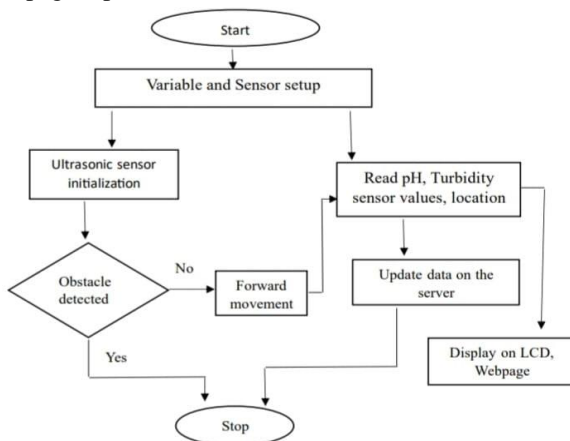 Start
Variable and Sensor setup
Ultrasonic sensor
initialization
Read pH, Turbidity
sensor values, location
Obstacle
detected
No
Forward
movement
Update data on the
server
Yes
Display on LCD,
Webpage
Stop